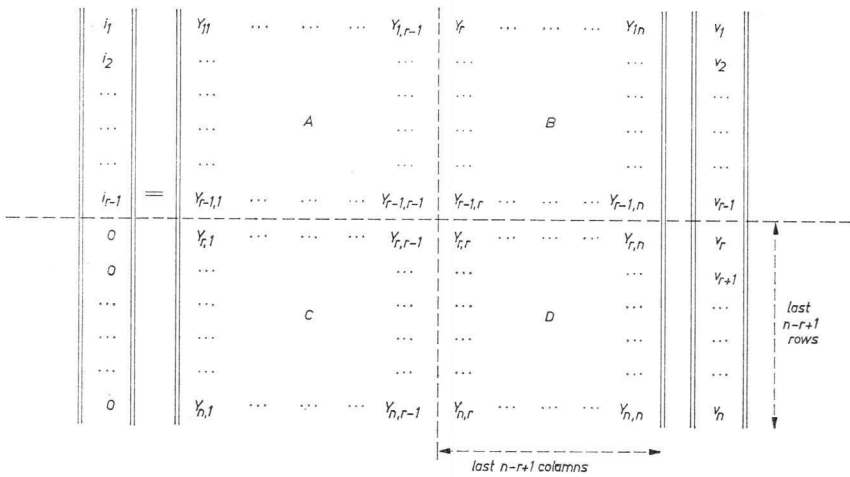 i1 Y11 ... ... ... Y1,r-1 Yr ... ... ... Y1n v1
i2 ... ... ... ... v2
... ... ... ... ... ...
... ... A ... ... B ... ...
... ... ... ... ... ...
ir-1 = Yr-1,1 ... ... ... Yr-1,r-1 Yr-1,r ... ... ... Yr-1,n vr-1
0 Yr,1 ... ... ... Yr,r-1 Yr,r ... ... ... Yr,n vr
0 ... ... ... ... vr+1
... ... C ... ... D ... ... last
n-r+1
... ... ... ... ... ... rows
... ... ... ... ... ...
0 Yn,1 ... ... ... Yn,r-1 Yn,r ... ... ... Yn,n vn
last n-r+1 colamns